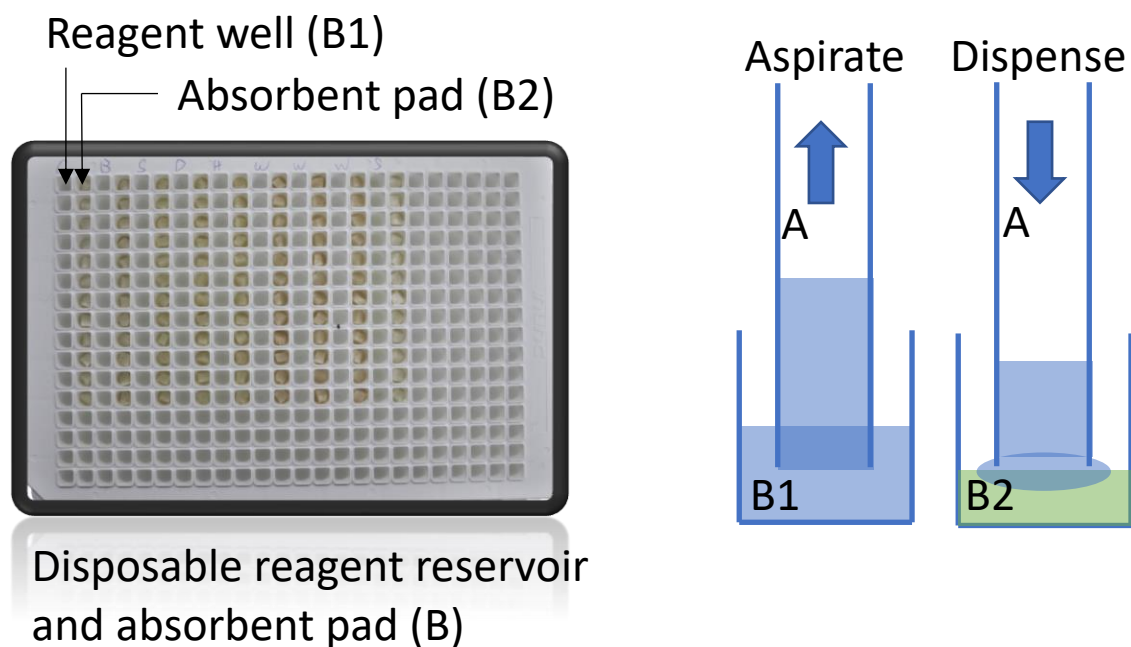 Reagent well (B1)
Absorbent pad (B2)
B S D A W W W S
Disposable reagent reservoir
and absorbent pad (B)
Aspirate Dispense
A A
B1 B2